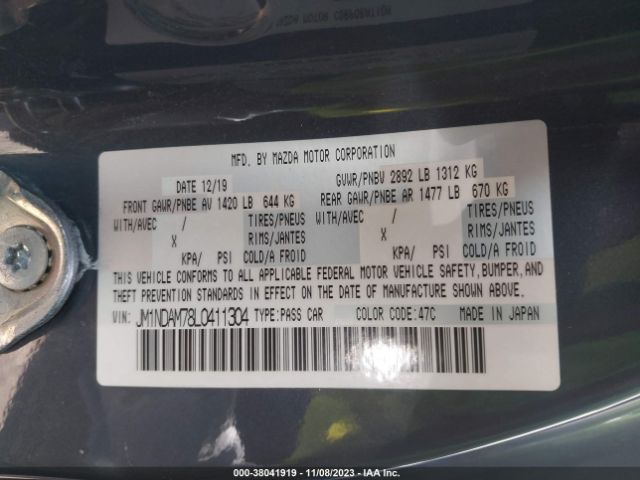 MFD. BY MAZDA MOTOR CORPORATION
DATE 12/19 GVWR/PNBV 2892 LB 1312 KG
FRONT GAWR/PNBE AV 1420 LB 644 KG REAR GAWR/PNBE AR 1477 LB 670 KG
WITH/AVEC / TIRES/PNEUS WITH/AVEC / TIRES/PNEUS
X RIMS/JANTES X RIMS/JANTES
KPA/ PSI COLD/A FROID KPA/ PSI COLD/A FROID
THIS VEHICLE CONFORMS TO ALL APPLICABLE FEDERAL MOTOR VEHICLE SAFETY, BUMPER, AND
THEFT PREVENTION STANDARDS IN EFFECT ON THE DATE OF MANUFACTURE SHOWN ABOVE.
VIN: JM1NDAM78L0411304 TYPE:PASS CAR COLOR CODE:47C MADE IN JAPAN
000-38041919 - 11/08/2023 - IAA Inc.